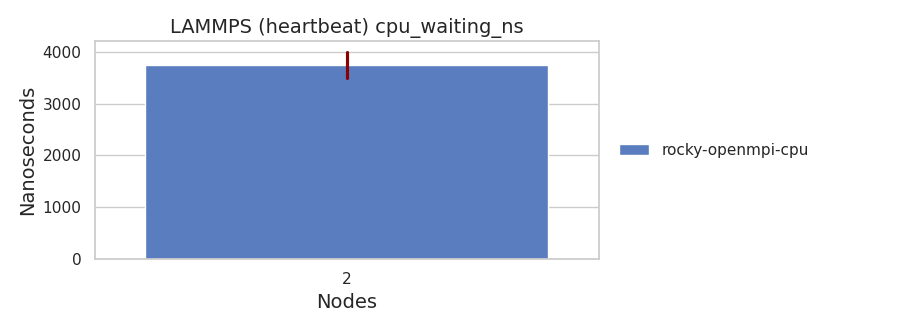 LAMMPS (heartbeat) cpu_waiting_ns
Nanoseconds
4000
3000
2000
1000
0
2
Nodes
rocky-openmpi-cpu